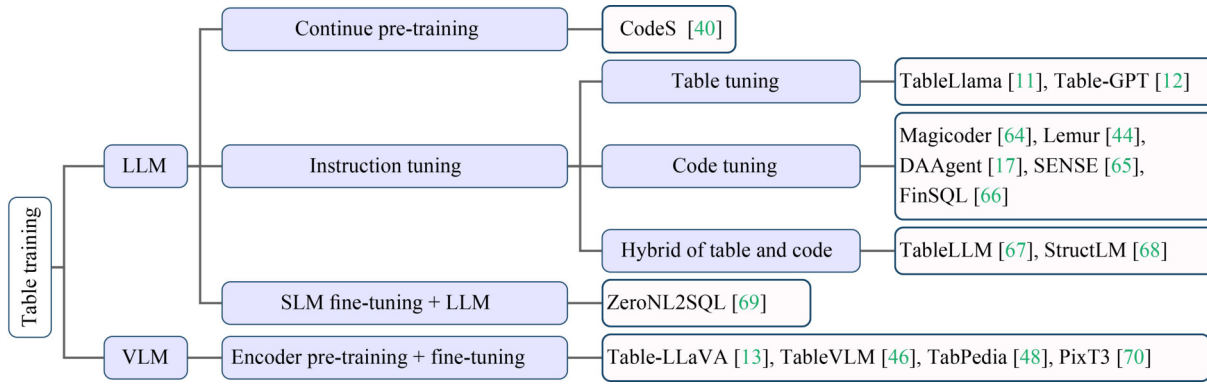 Table training
LLM
Continue pre-training
CodeS [40]
Instruction tuning
Table tuning
TableLlama [11], Table-GPT [12]
Code tuning
Magicoder [64], Lemur [44],
DAAgent [17], SENSE [65],
FinSQL [66]
Hybrid of table and code
TableLLM [67], StructLM [68]
SLM fine-tuning + LLM
ZeroNL2SQL [69]
VLM
Encoder pre-training + fine-tuning
Table-LLaVA [13], TableVLM [46], TabPedia [48], PixT3 [70]